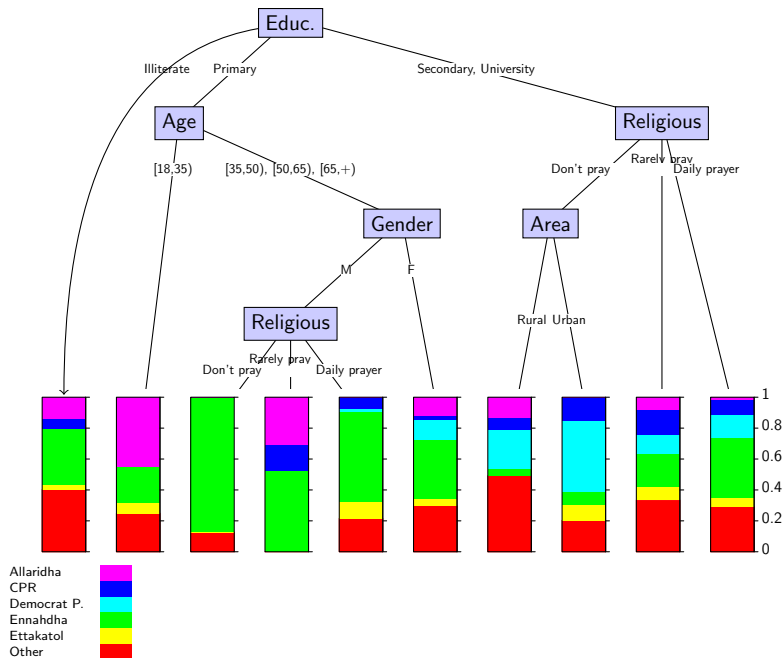 Educ.
Illiterate
Primary
Secondary, University
Age
Religious
[18,35)
[35,50), [50,65), [65,+)
Don't pray
Rarely pray
Daily prayer
Gender
Area
M
F
Religious
Rural
Urban
Don't pray
Rarely pray
Daily prayer
1
0.8
0.6
0.4
0.2
0
Allaridha
CPR
Democrat P.
Ennahdha
Ettakatol
Other